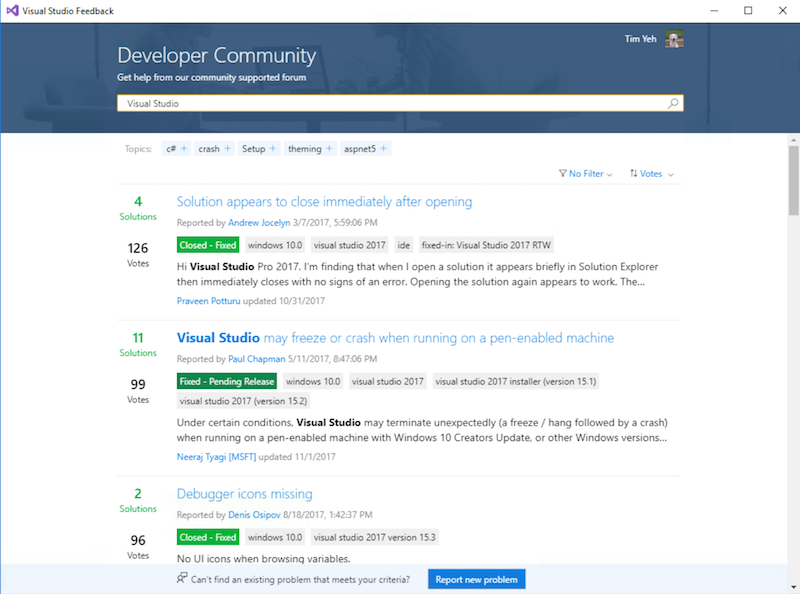 Visual Studio Feedback
Tim Yeh
Developer Community
Get help from our community supported forum
Visual Studio
Topics: c# + crash + Setup + theming + aspnet5 +
No Filter Votes
4 Solution appears to close immediately after opening
Solutions
Reported by Andrew Jocelyn 3/7/2017, 5:59:06 PM
126 Closed - Fixed windows 10.0 visual studio 2017 ide fixed-in: Visual Studio 2017 RTW
Votes
Hi Visual Studio Pro 2017. I'm finding that when I open a solution it appears briefly in Solution Explorer
then immediately closes with no signs of an error. Opening the solution again appears to work. The...
Praveen Potturu updated 10/31/2017
11 Visual Studio may freeze or crash when running on a pen-enabled machine
Solutions
Reported by Paul Chapman 5/11/2017, 8:47:06 PM
99 Fixed - Pending Release windows 10.0 visual studio 2017 visual studio 2017 installer (version 15.1)
Votes visual studio 2017 (version 15.2)
Under certain conditions, Visual Studio may terminate unexpectedly (a freeze / hang followed by a crash)
when running on a pen-enabled machine with Windows 10 Creators Update, or other Windows versions...
Neeraj Tyagi [MSFT] updated 11/1/2017
2 Debugger icons missing
Solutions
Reported by Denis Osipov 8/18/2017, 1:42:37 PM
96 Closed - Fixed windows 10.0 visual studio 2017 version 15.3
Votes
No UI icons when browsing variables.
Can't find an existing problem that meets your criteria? Report new problem